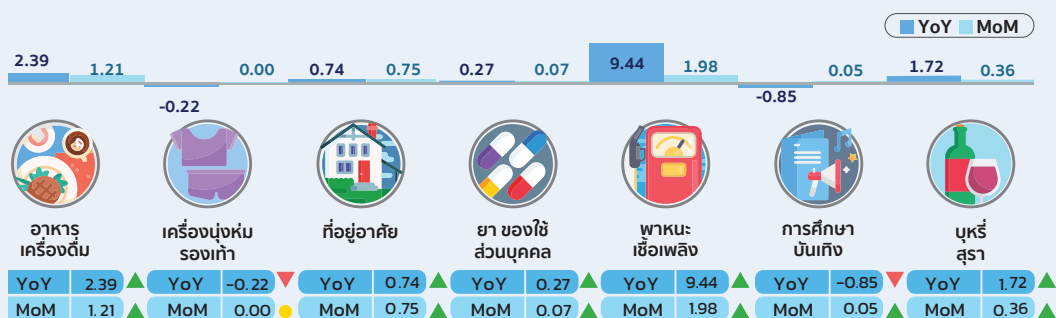 YoY MoM
2.39 1.21 -0.22 0.00 0.74 0.75 0.27 0.07 9.44 1.98 -0.85 0.05 1.72 0.36
อาหาร
เครื่องดื่ม
เครื่องนุ่งห่ม
รองเท้า
ที่อยู่อาศัย
ยา ของใช้
ส่วนบุคคล
พาหนะ
เชื้อเพลิง
การศึกษา
บันเทิง
บุหรี่
สุรา
YoY 2.39 YoY -0.22 YoY 0.74 YoY 0.27 YoY 9.44 YoY -0.85 YoY 1.72
MoM 1.21 MoM 0.00 MoM 0.75 MoM 0.07 MoM 1.98 MoM 0.05 MoM 0.36